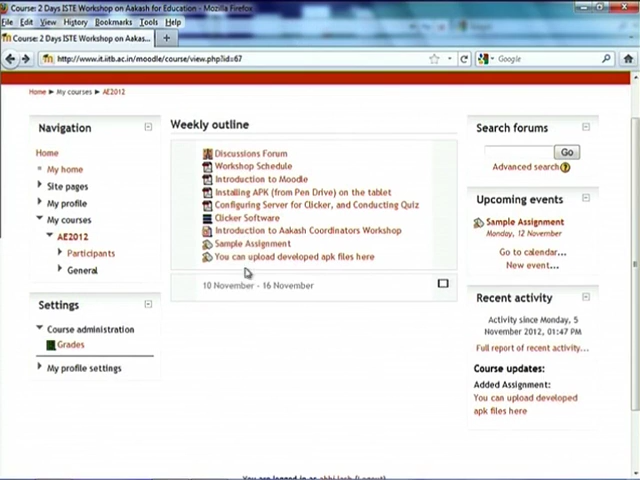 Course: 2 Days ISTE Workshop on Aakash for Education - Mozilla Firefox
File Edit View History Bookmarks Tools Help
Course: 2 Days ISTE Workshop on Aakas...
http://www.it.iitb.ac.in/moodle/course/view.php?id=67
Google
Home ► My courses ► AE2012
Navigation
Home
My home
Site pages
My profile
My courses
AE2012
Participants
General
Settings
Course administration
Grades
My profile settings
Weekly outline
Discussions Forum
Workshop Schedule
Introduction to Moodle
Installing APK (from Pen Drive) on the tablet
Configuring Server for Clicker, and Conducting Quiz
Clicker Software
Introduction to Aakash Coordinators Workshop
Sample Assignment
You can upload developed apk files here
10 November - 16 November
Search forums
Go
Advanced search
Upcoming events
Sample Assignment
Monday, 12 November
Go to calendar...
New event...
Recent activity
Activity since Monday, 5
November 2012, 01:47 PM
Full report of recent activity...
Course updates:
Added Assignment:
You can upload developed
apk files here
You are logged in as
(Logout)